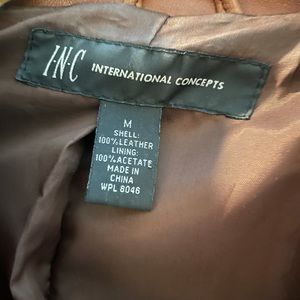 I·N·C INTERNATIONAL CONCEPTS
M
SHELL:
100%LEATHER
LINING:
100%ACETATE
MADE IN
CHINA
WPL 8046